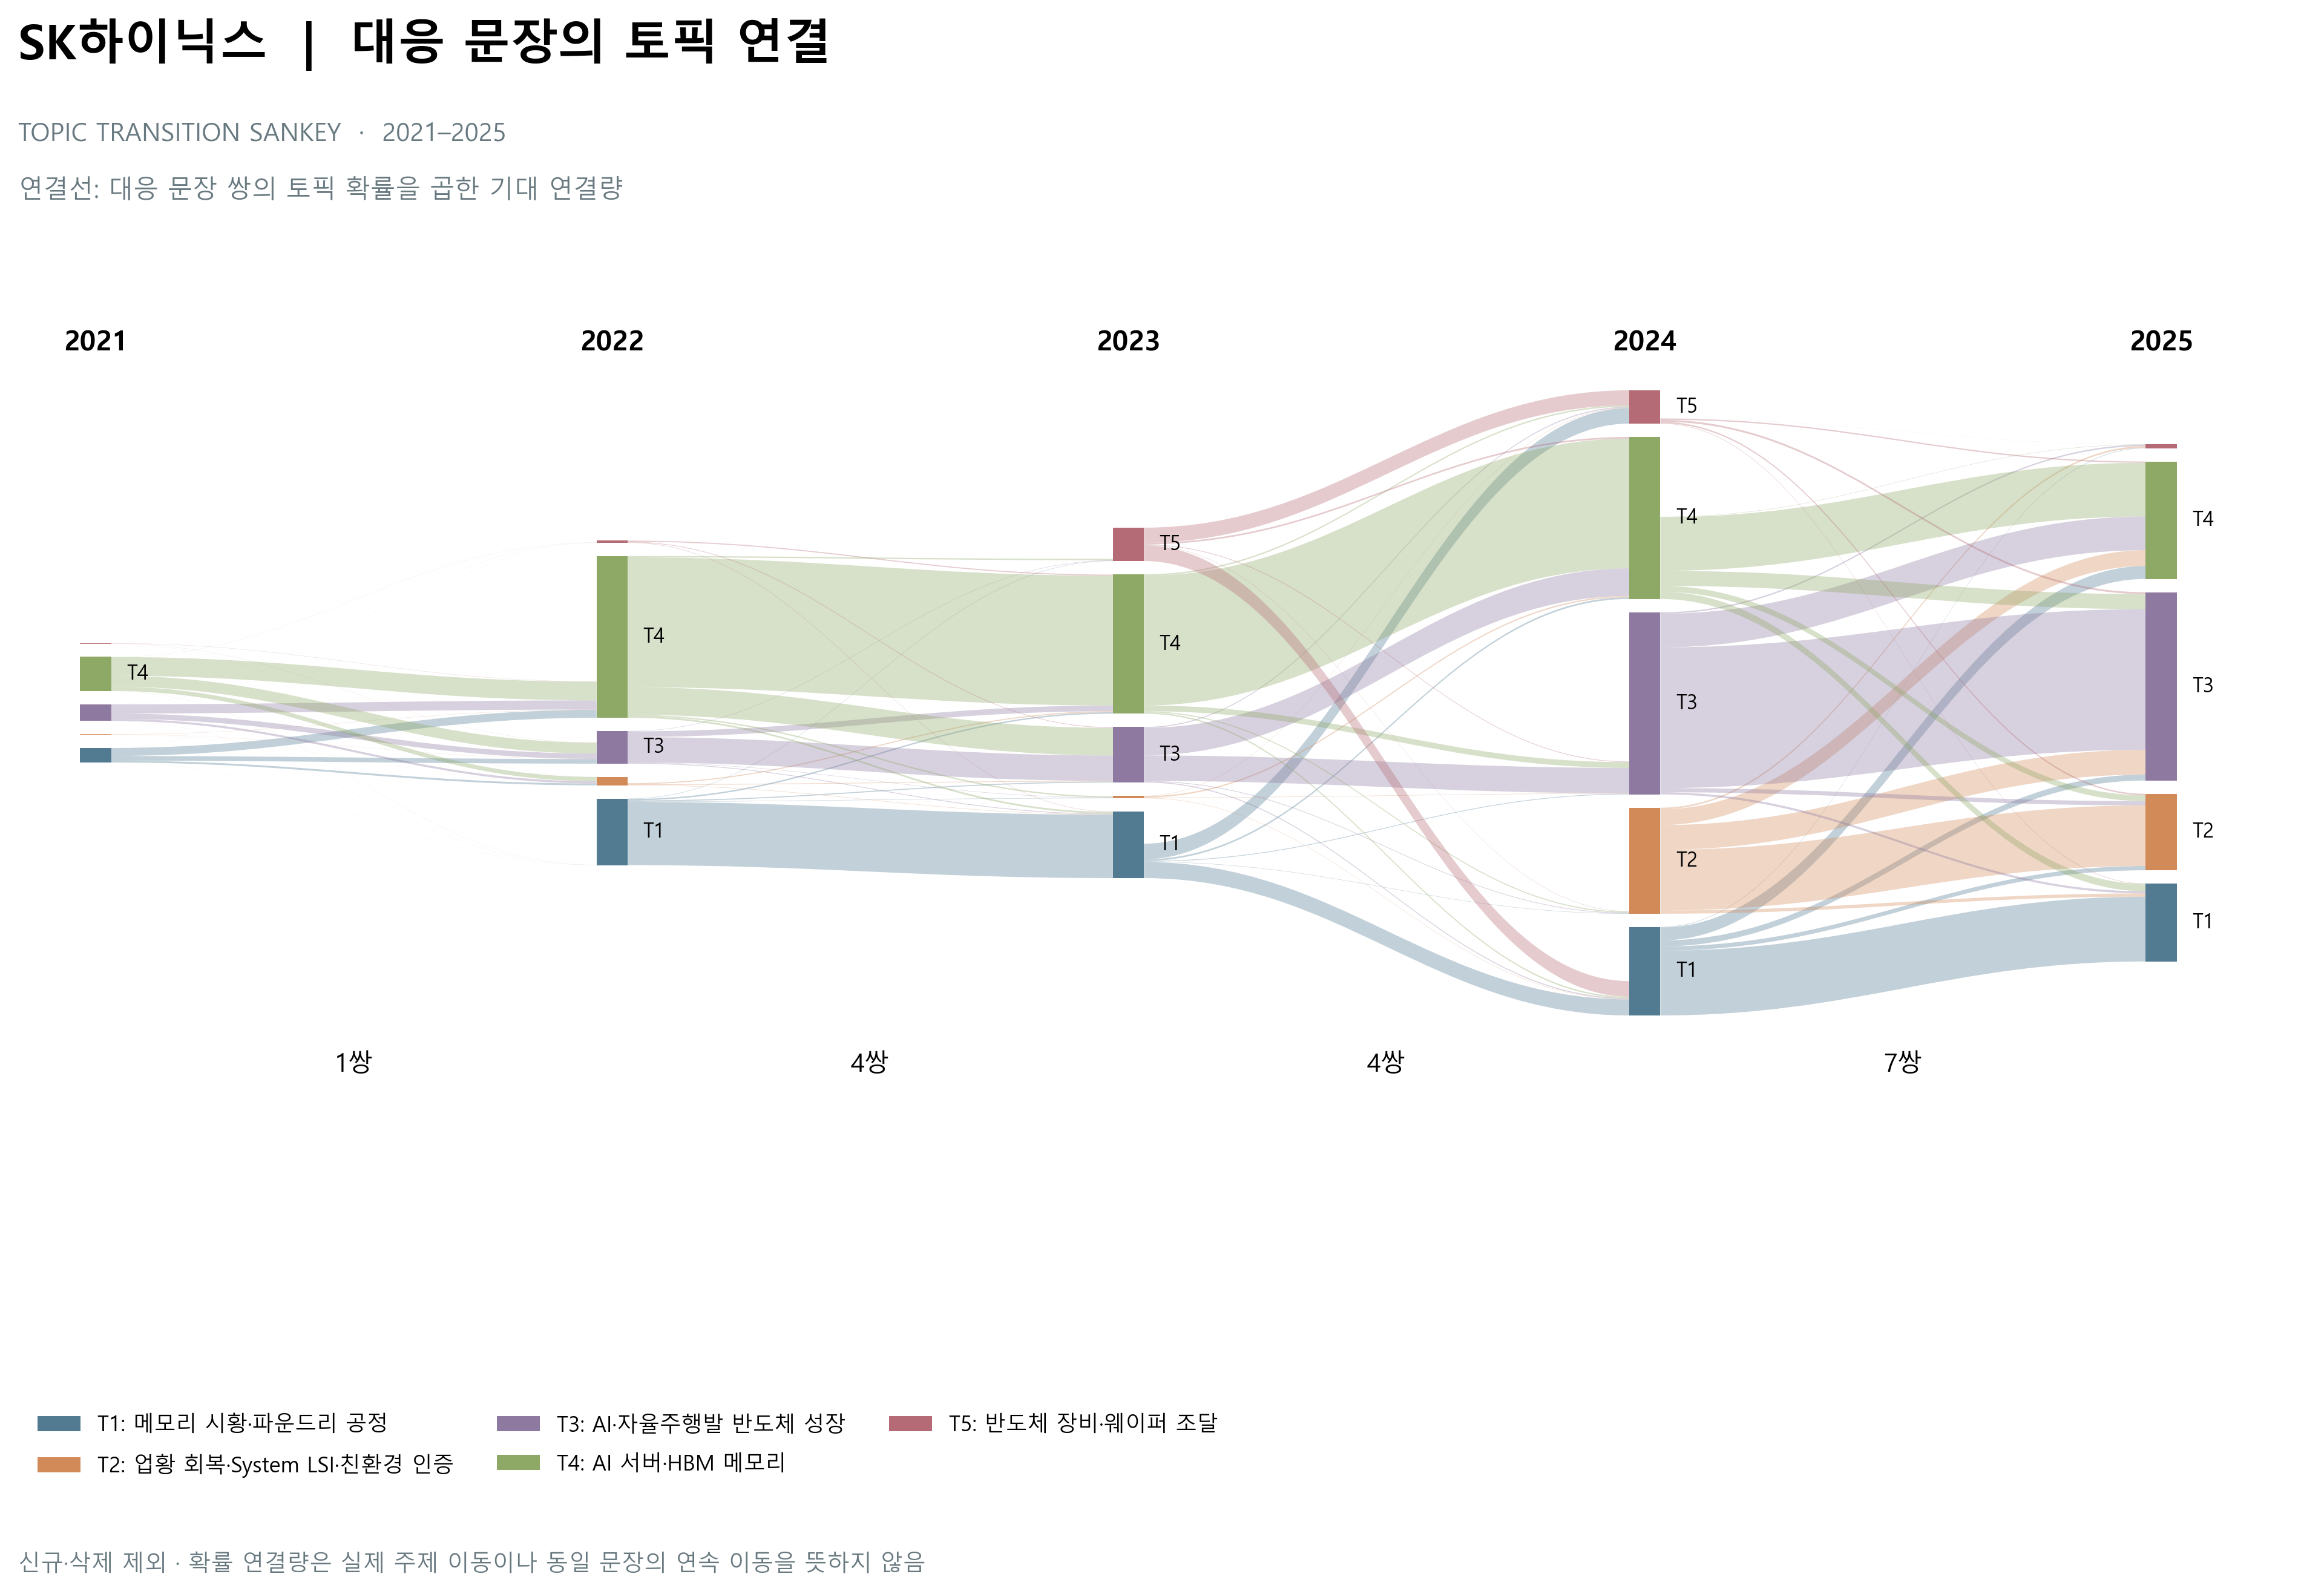 SK하이닉스 | 대응 문장의 토픽 연결
TOPIC TRANSITION SANKEY · 2021–2025
연결선: 대응 문장 쌍의 토픽 확률을 곱한 기대 연결량
2021 2022 2023 2024 2025
T4
T4
T3
T1
T5
T4
T3
T1
T5
T4
T3
T2
T1
T4
T3
T2
T1
1쌍 4쌍 4쌍 7쌍
T1: 메모리 시황·파운드리 공정 T3: AI·자율주행발 반도체 성장 T5: 반도체 장비·웨이퍼 조달
T2: 업황 회복·System LSI·친환경 인증 T4: AI 서버·HBM 메모리
신규·삭제 제외 · 확률 연결량은 실제 주제 이동이나 동일 문장의 연속 이동을 뜻하지 않음